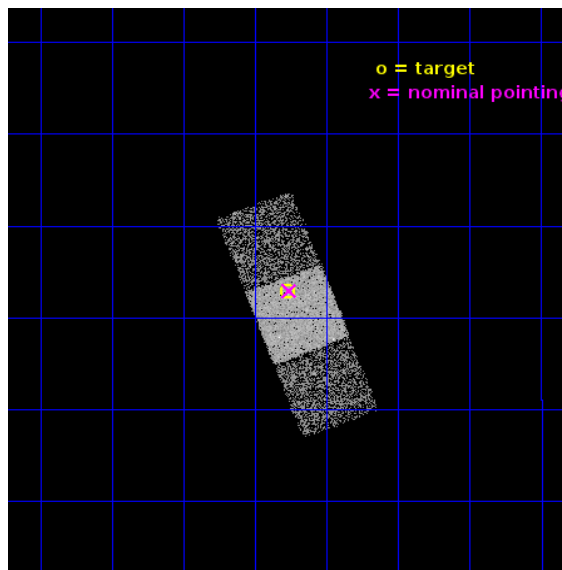 o = target
x = nominal pointing